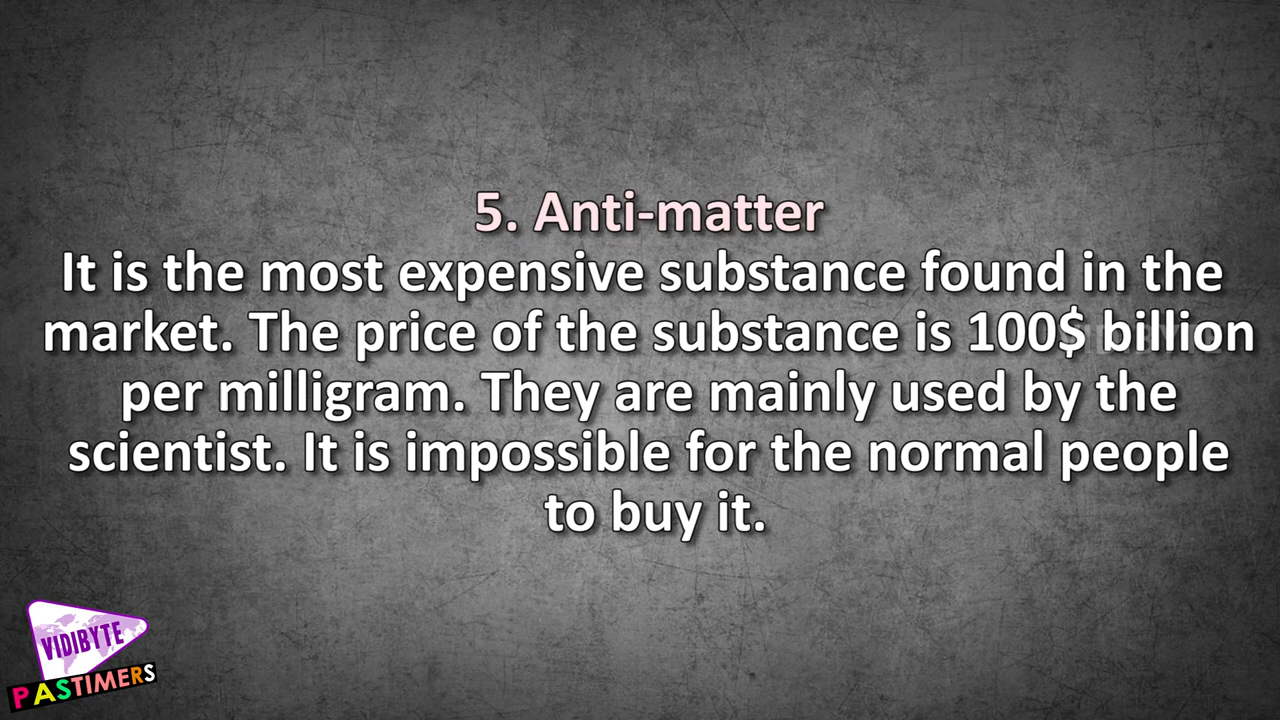 5. Anti-matter
It is the most expensive substance found in the
market. The price of the substance is 100$ billion
per milligram. They are mainly used by the
scientist. It is impossible for the normal people
to buy it.
VIDIBYTE
PASTIMERS